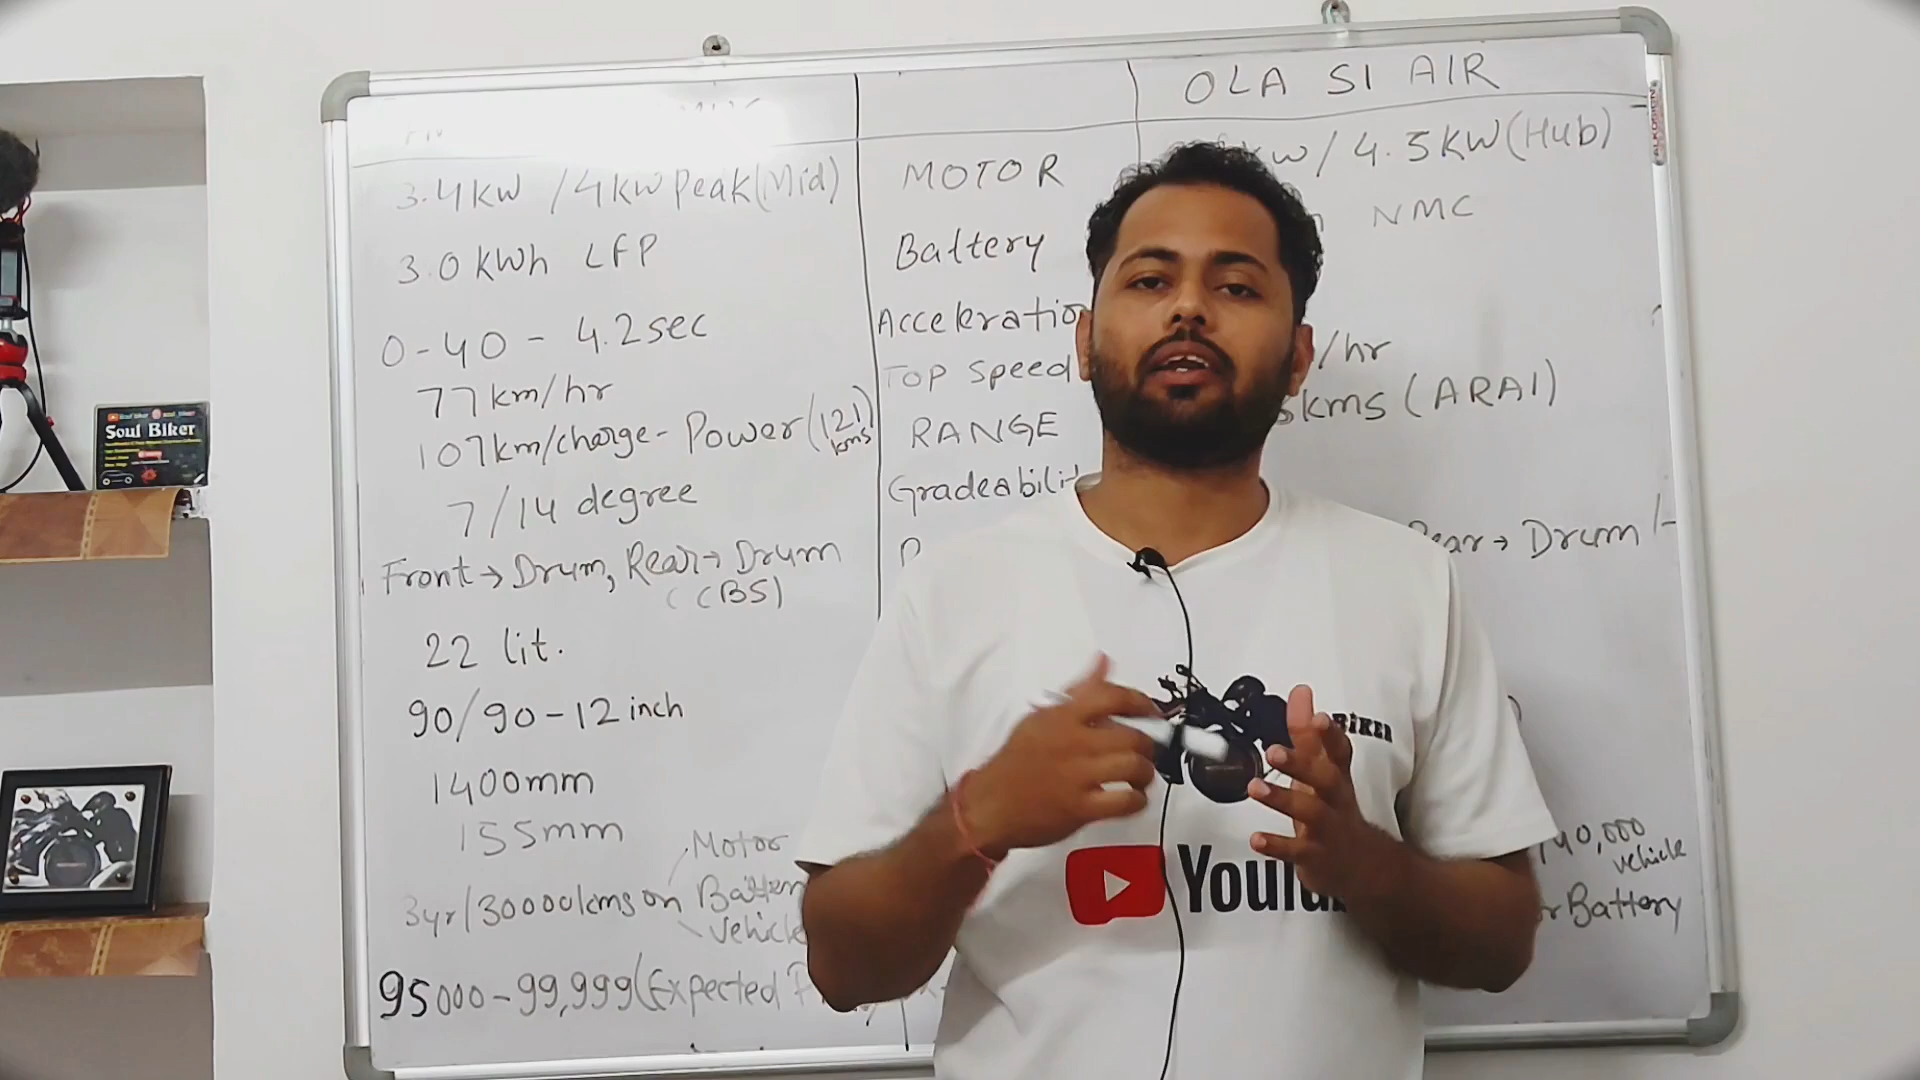 OLA S1 AIR
3.4KW / 4KW Peak (Mid)
MOTOR
KW / 4.5KW (Hub)
3.0 KWh LFP
Battery
NMC
0-40 - 4.2sec
Acceleratio
77km/hr
TOP Speed
/hr
107km/charge - Power (121 kms)
RANGE
kms (ARAI)
7/14 degree
Gradeabilit
Front → Drum, Rear → Drum
(CBS)
Rear → Drum
22 lit.
90/90-12 inch
1400mm
155mm
3yr/30000kms on
Motor
Battery
Vehicle
40,000
vehicle
Battery
95000-99,999 (Expected
Soul Biker
BIKER
YouTu
ALKOSIGN